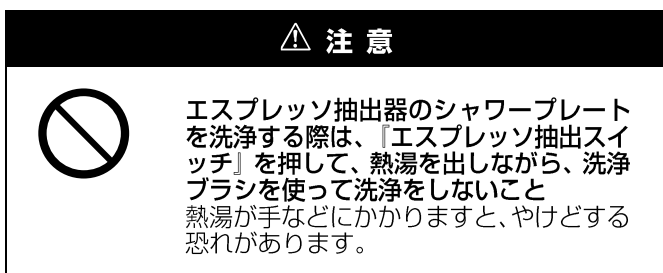 ⚠ 注意
エスプレッソ抽出器のシャワープレート
を洗浄する際は、『エスプレッソ抽出スイ
ッチ』を押して、熱湯を出しながら、洗浄
ブラシを使って洗浄をしないこと
熱湯が手などにかかりますと、やけどする
恐れがあります。